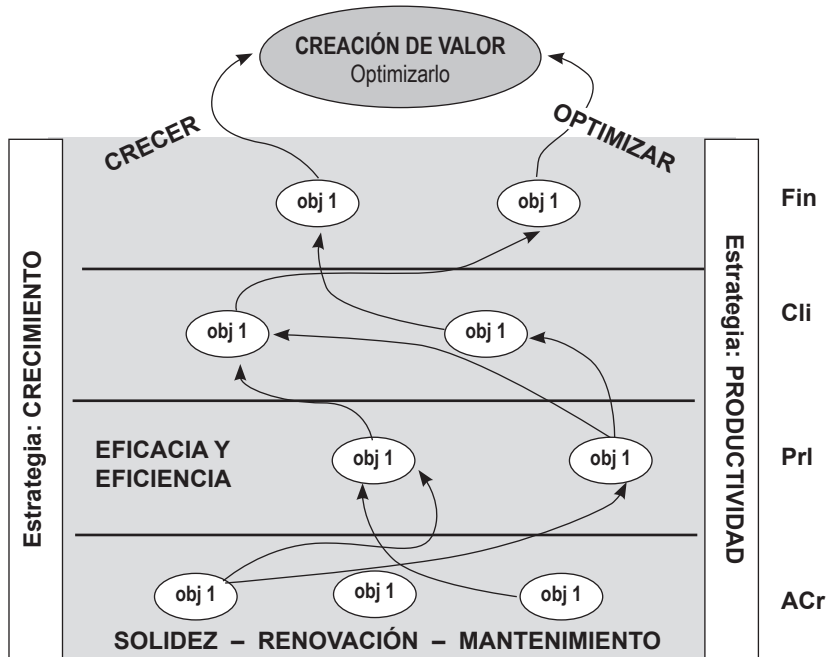 CREACIÓN DE VALOR
Optimizarlo
CRECER
OPTIMIZAR
obj 1
obj 1
Fin
Estrategia: CRECIMIENTO
Estrategia: PRODUCTIVIDAD
obj 1
obj 1
Cli
EFICACIA Y
EFICIENCIA
obj 1
obj 1
Prl
obj 1
obj 1
obj 1
ACr
SOLIDEZ – RENOVACIÓN – MANTENIMIENTO